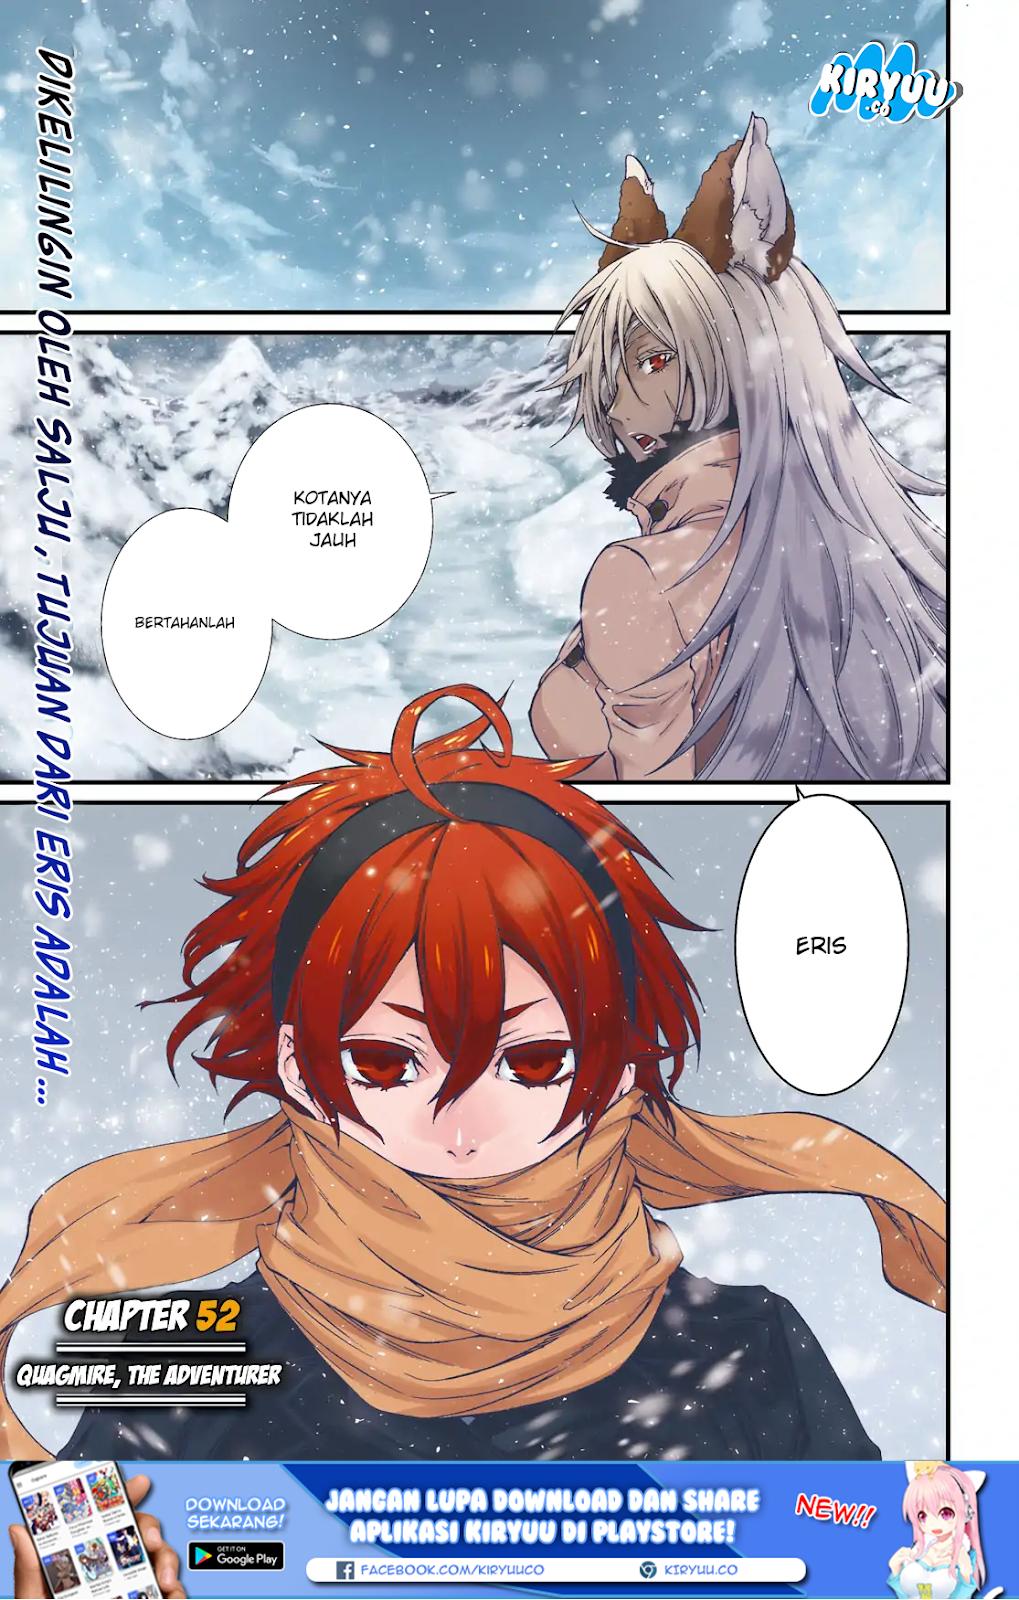 KIRYUU
.CO
DIKELILINGIN OLEH SALJU, TUJUAN DARI ERIS ADALAH...
KOTANYA
TIDAKLAH
JAUH
BERTAHANLAH
ERIS
CHAPTER 52
QUAGMIRE, THE ADVENTURER
DOWNLOAD
SEKARANG!
GET IT ON
Google Play
JANGAN LUPA DOWNLOAD DAN SHARE
APLIKASI KIRYUU DI PLAYSTORE!
FACEBOOK.COM/KIRYUUCO
KIRYUU.CO
NEW!!